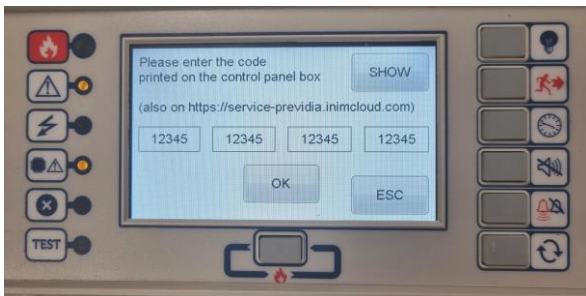 Please enter the code
printed on the control panel box
SHOW
(also on https://service-previdia.inimcloud.com)
12345 12345 12345 12345
OK
ESC
TEST